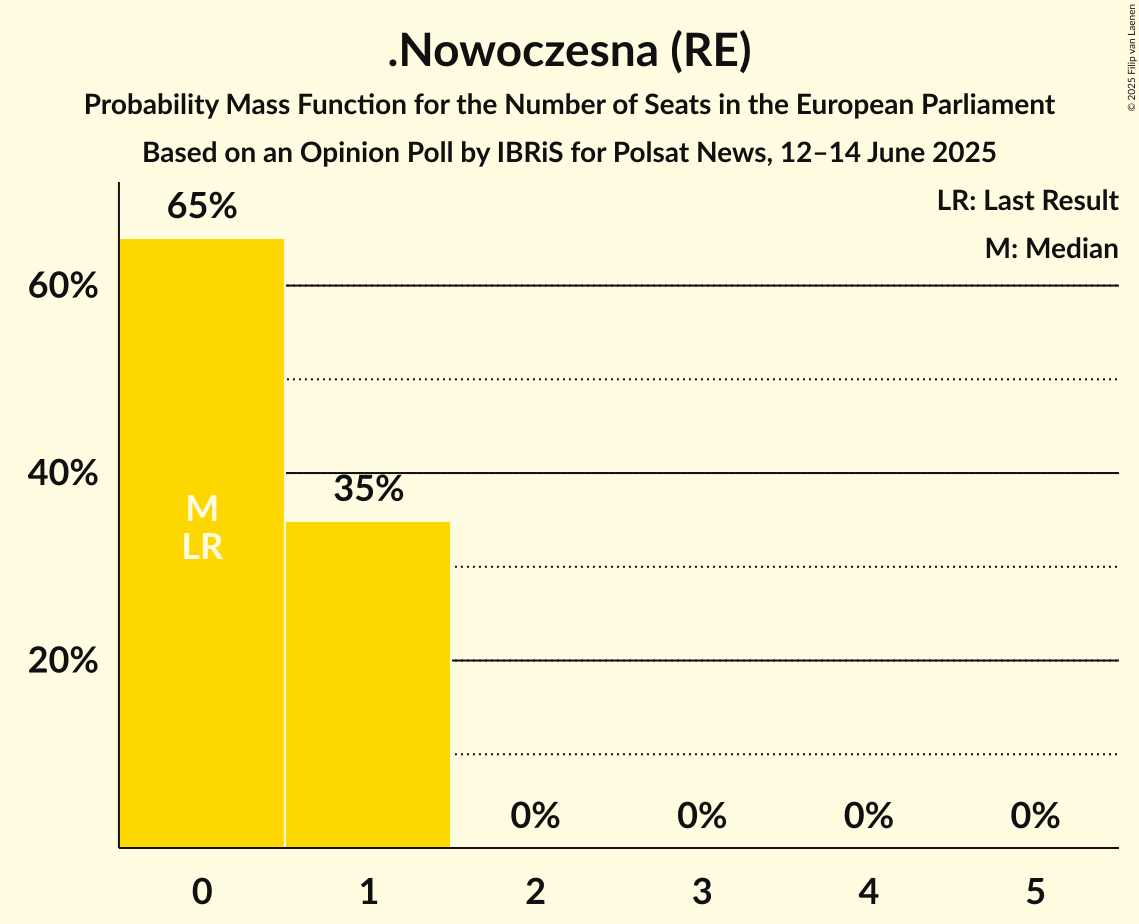 .Nowoczesna (RE)
Probability Mass Function for the Number of Seats in the European Parliament
Based on an Opinion Poll by IBRiS for Polsat News, 12–14 June 2025
© 2025 Filip van Laenen
LR: Last Result
M: Median
65%
60%
40%
35%
M
LR
20%
0%
0%
0%
0%
0
1
2
3
4
5